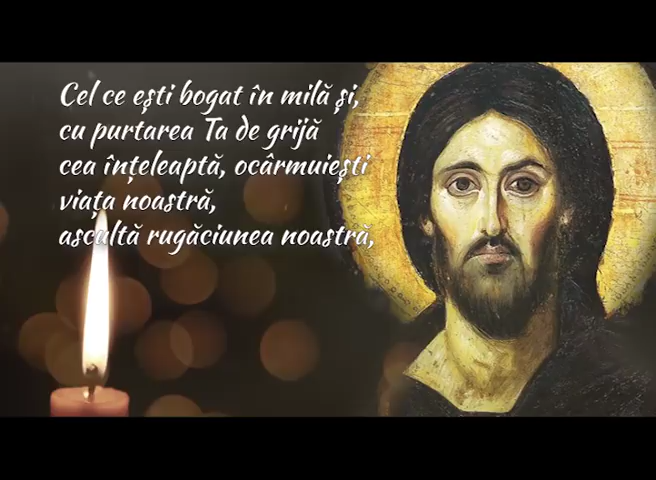 Cel ce ești bogat în milă și,
cu purtarea Ta de grijă
cea înțeleaptă, ocârmuiești
viața noastră,
ascultă rugăciunea noastră,